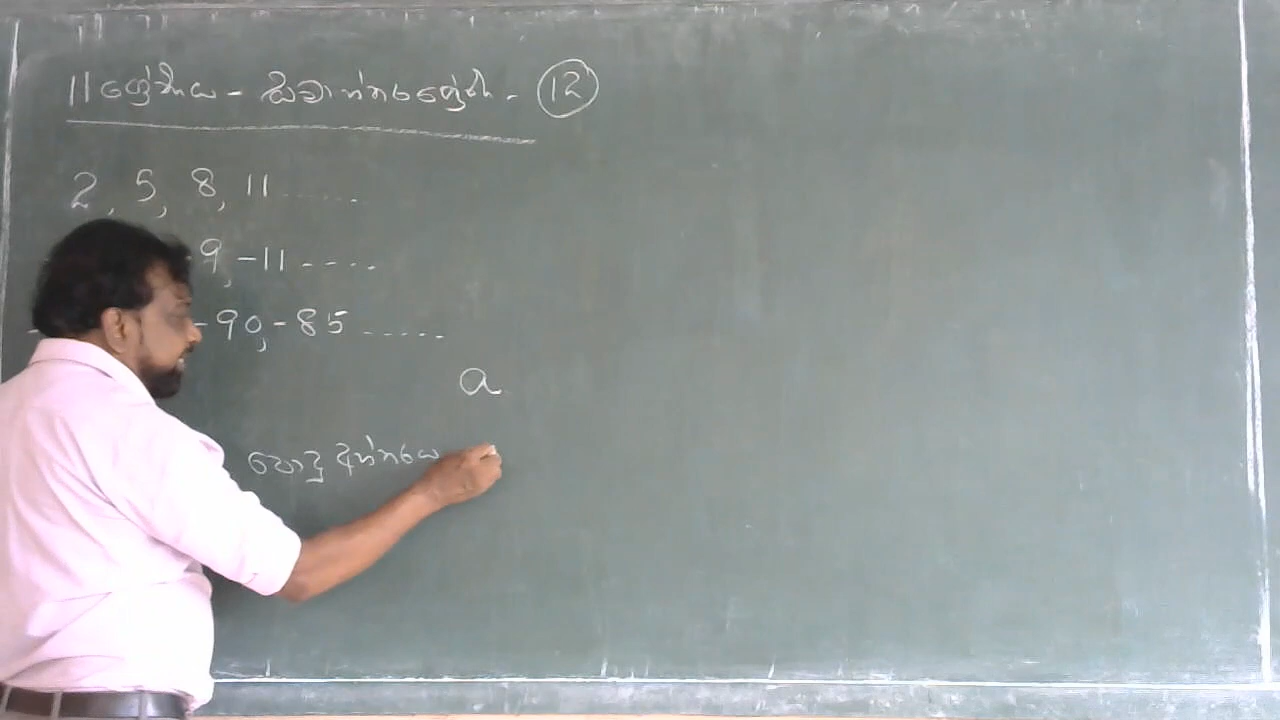 11 ශ්‍රේණිය - සමාන්තර ශ්‍රේඪි - 12
2, 5, 8, 11 ......
9, -11 ----
-90, -85 .....
a
පොදු අන්තරය